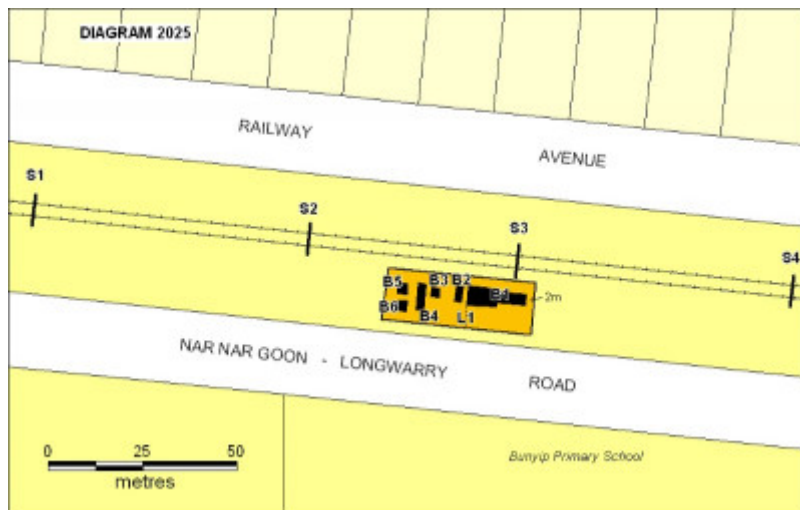 DIAGRAM 2025
RAILWAY AVENUE
S1
S2
S3
S4
B5 B3 B2 B1
2m
B6 B4 L1
NAR NAR GOON - LONGWARRY ROAD
0 25 50
metres
Bunyip Primary School